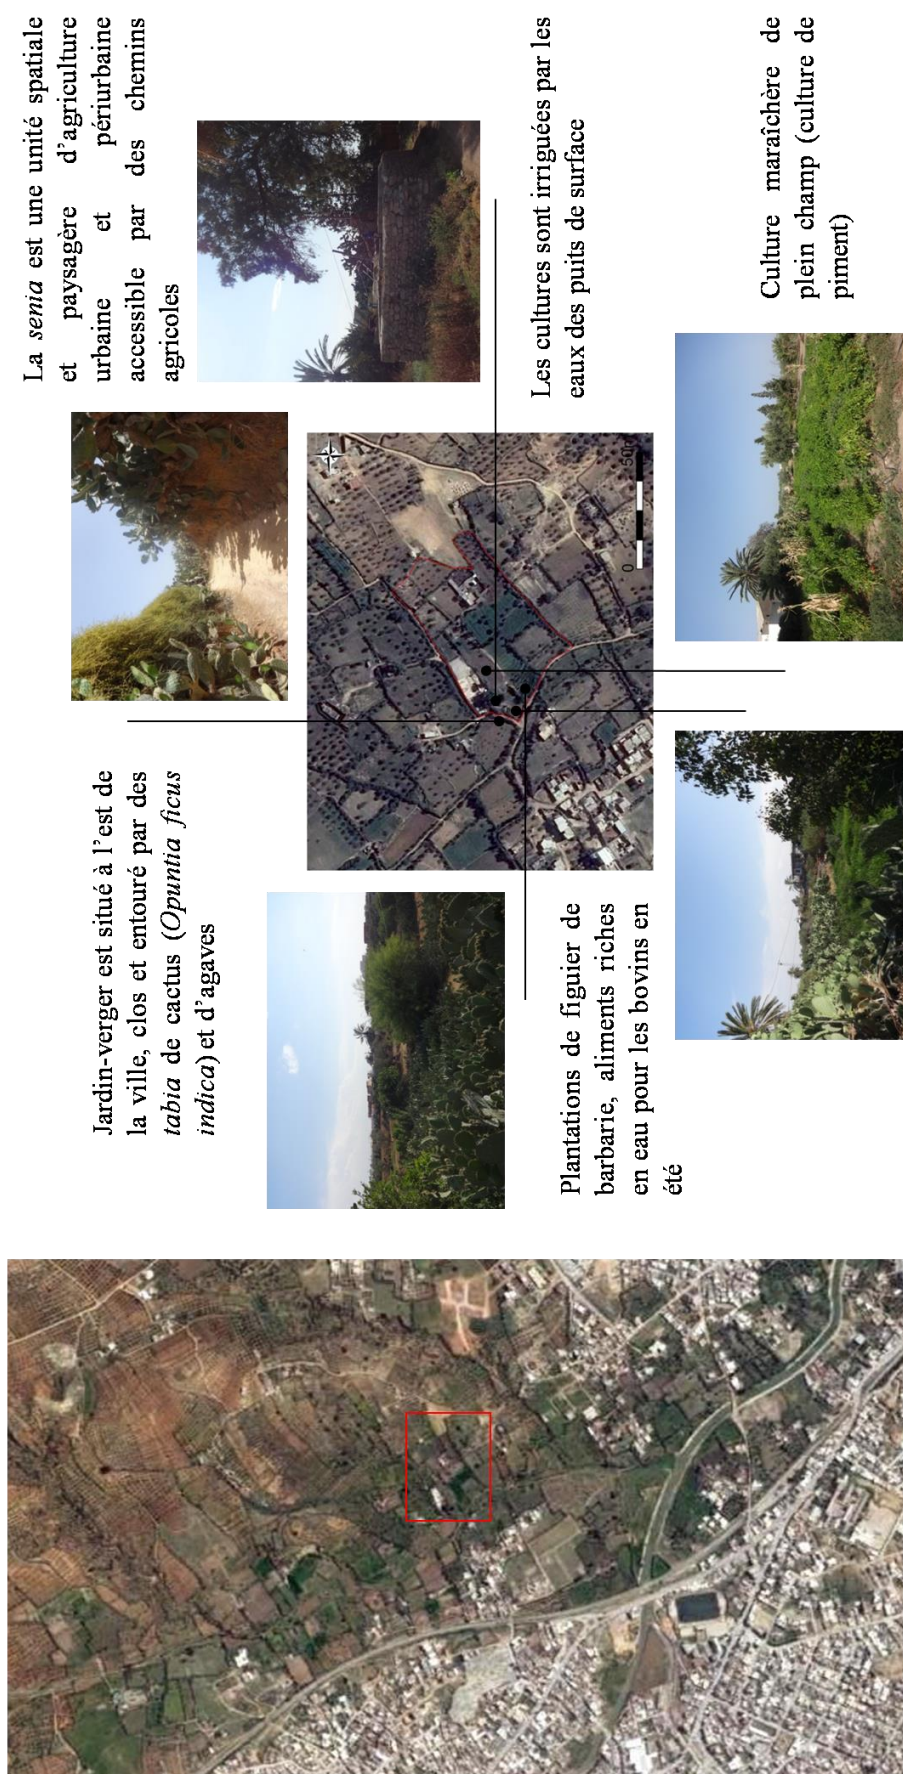 Jardin-verger est situé à l’est de
la ville, clos et entouré par des
tabia de cactus (Opuntia ficus
indica) et d’agaves
La senia est une unité spatiale
et paysagère d’agriculture
urbaine et périurbaine
accessible par des chemins
agricoles
Plantations de figuier de
barbarie, aliments riches
en eau pour les bovins en
été
0
Les cultures sont irriguées par les
eaux des puits de surface
Culture maraîchère de
plein champ (culture de
piment)